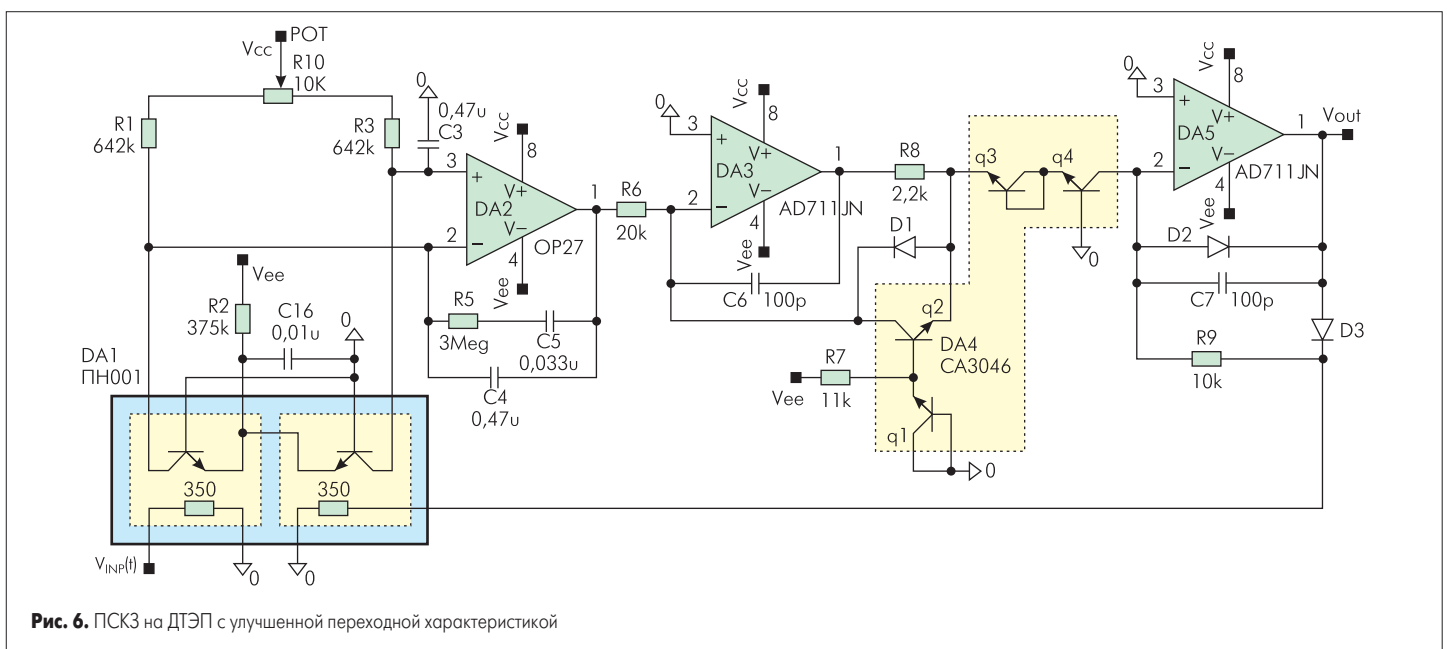 POT
Vcc
R10
10K
R1
642k
R3
642k
0
0,47u
C3
Vcc
8
3
+
V+
DA2
V−
2
−
4
Vee
1
OP27
R6
20k
R5
3Meg
C5
0,033u
C4
0,47u
Vee
R2
375k
C16
0,01u
0
DA1
ПН001
350
350
VINP(t)
0
0
0
3
+
Vcc
8
V+
DA3
V−
2
−
4
Vee
1
AD711JN
C6
100p
R8
2,2k
D1
q2
DA4
CA3046
R7
11k
Vee
q1
0
q3
q4
0
0
3
+
Vcc
8
V+
DA5
V−
2
−
4
Vee
1
AD711JN
Vout
D2
C7
100p
R9
10k
D3
Рис. 6. ПСКЗ на ДТЭП с улучшенной переходной характеристикой